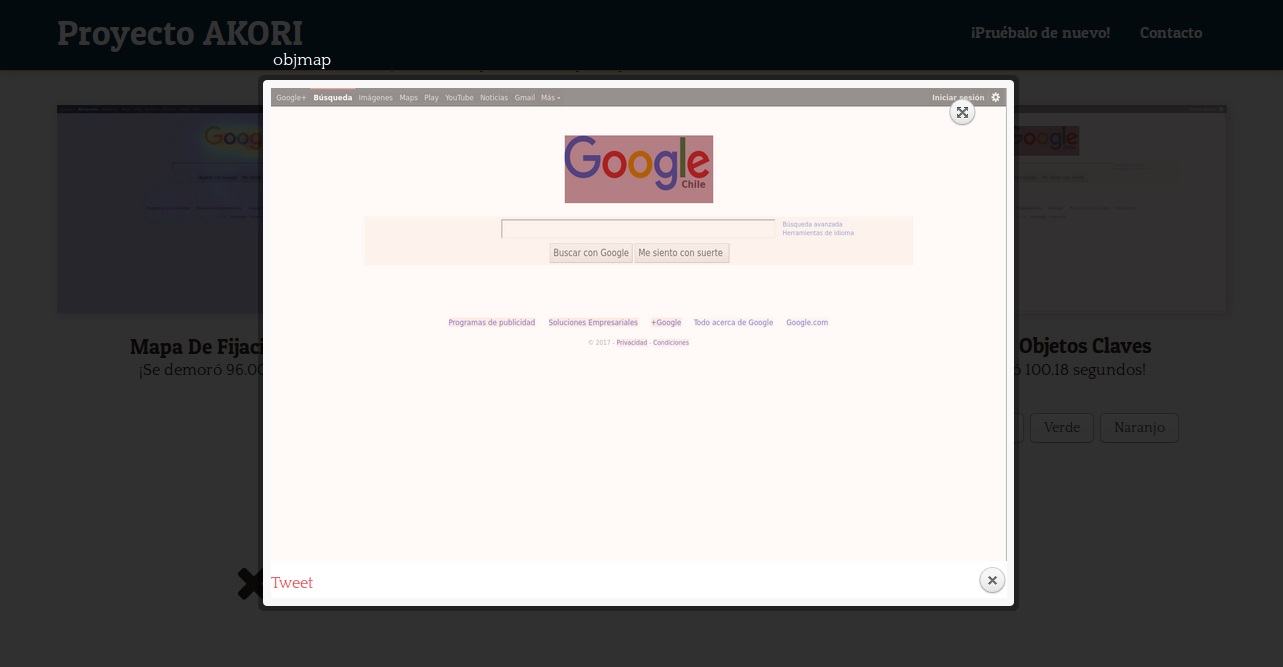 Proyecto AKORI
¡Pruébalo de nuevo! Contacto
objmap
Google+ Búsqueda Imágenes Maps Play YouTube Noticias Gmail Más
Iniciar sesión
Google
Chile
Búsqueda avanzada
Herramientas de idioma
Buscar con Google Me siento con suerte
Programas de publicidad Soluciones Empresariales +Google Todo acerca de Google Google.com
© 2017 - Privacidad - Condiciones
Mapa De Fijaci
¡Se demoró 96.00
Objetos Claves
ó 100.18 segundos!
Verde Naranjo
Tweet